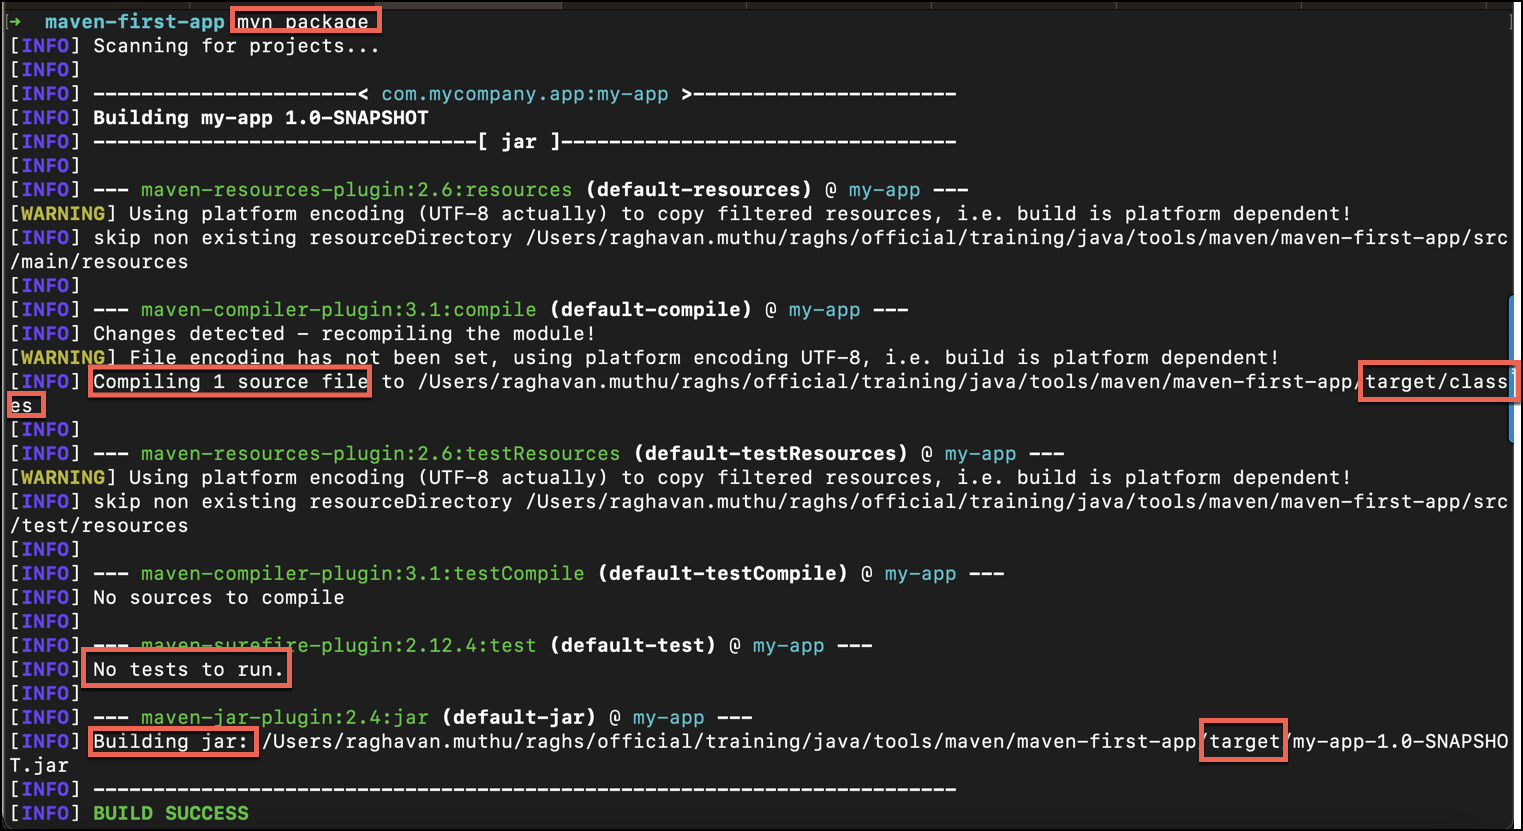 [➜ maven-first-app mvn package ]
[INFO] Scanning for projects...
[INFO]
[INFO] ----------------------< com.mycompany.app:my-app >----------------------
[INFO] Building my-app 1.0-SNAPSHOT
[INFO] --------------------------------[ jar ]---------------------------------
[INFO]
[INFO] --- maven-resources-plugin:2.6:resources (default-resources) @ my-app ---
[WARNING] Using platform encoding (UTF-8 actually) to copy filtered resources, i.e. build is platform dependent!
[INFO] skip non existing resourceDirectory /Users/raghavan.muthu/raghs/official/training/java/tools/maven/maven-first-app/src
/main/resources
[INFO]
[INFO] --- maven-compiler-plugin:3.1:compile (default-compile) @ my-app ---
[INFO] Changes detected - recompiling the module!
[WARNING] File encoding has not been set, using platform encoding UTF-8, i.e. build is platform dependent!
[INFO] Compiling 1 source file to /Users/raghavan.muthu/raghs/official/training/java/tools/maven/maven-first-app/target/class
es
[INFO]
[INFO] --- maven-resources-plugin:2.6:testResources (default-testResources) @ my-app ---
[WARNING] Using platform encoding (UTF-8 actually) to copy filtered resources, i.e. build is platform dependent!
[INFO] skip non existing resourceDirectory /Users/raghavan.muthu/raghs/official/training/java/tools/maven/maven-first-app/src
/test/resources
[INFO]
[INFO] --- maven-compiler-plugin:3.1:testCompile (default-testCompile) @ my-app ---
[INFO] No sources to compile
[INFO]
[INFO] --- maven-surefire-plugin:2.12.4:test (default-test) @ my-app ---
[INFO] No tests to run.
[INFO]
[INFO] --- maven-jar-plugin:2.4:jar (default-jar) @ my-app ---
[INFO] Building jar: /Users/raghavan.muthu/raghs/official/training/java/tools/maven/maven-first-app/target/my-app-1.0-SNAPSHO
T.jar
[INFO] ------------------------------------------------------------------------
[INFO] BUILD SUCCESS